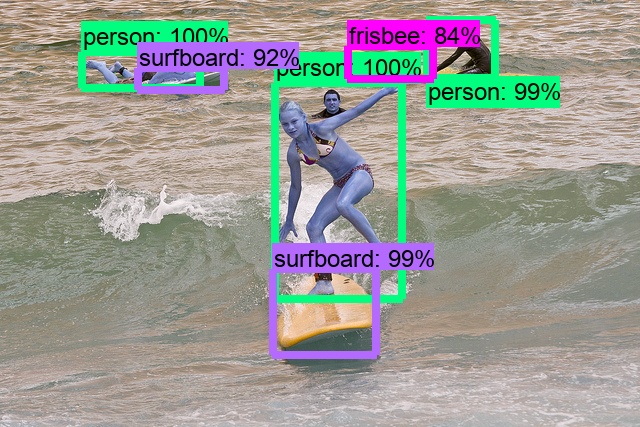 person: 100%
surfboard: 92%
frisbee: 84%
person: 100%
person: 99%
surfboard: 99%